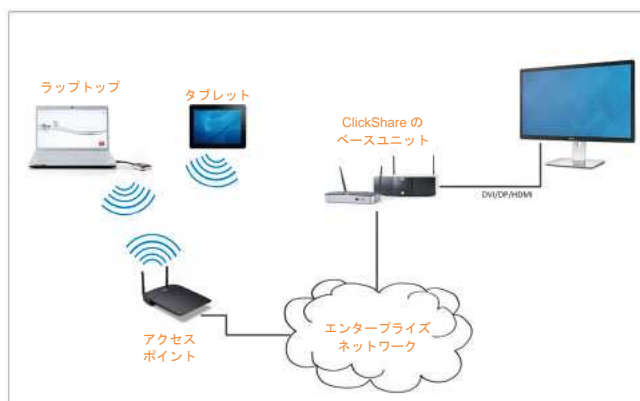 ラップトップ
タブレット
ClickShare の
ベースユニット
DVI/DP/HDMI
アクセス
ポイント
エンタープライズ
ネットワーク